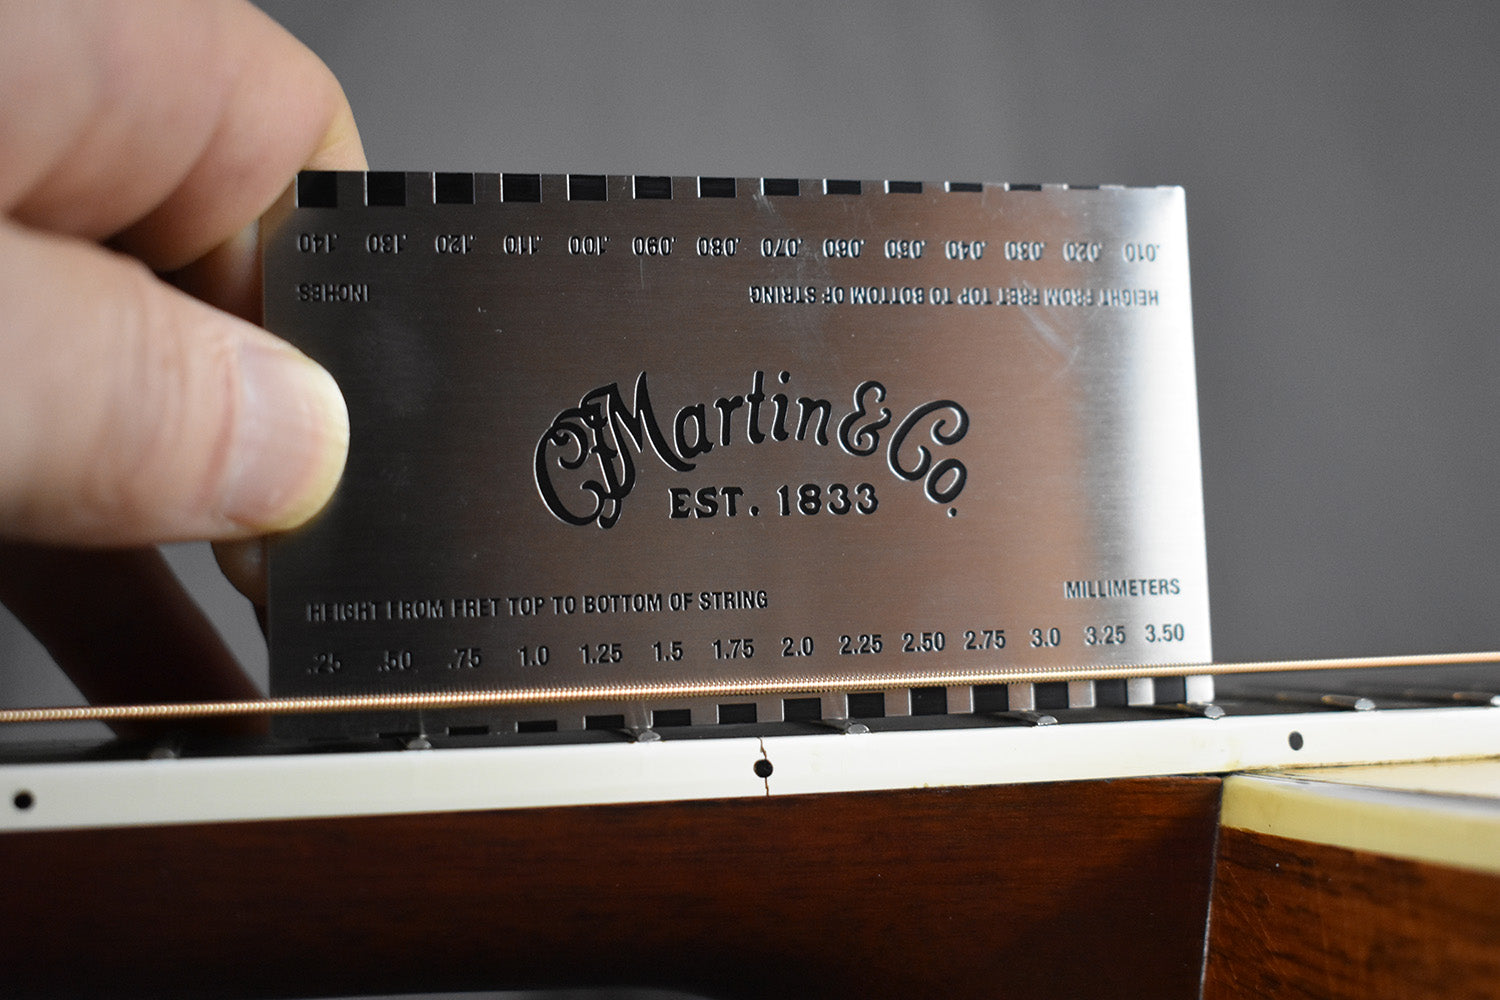 .140 .130 .120 .110 .100 .090 .080 .070 .060 .050 .040 .030 .020 .010
INCHES HEIGHT FROM FRET TOP TO BOTTOM OF STRING
CF Martin & Co.
EST. 1833
HEIGHT FROM FRET TOP TO BOTTOM OF STRING MILLIMETERS
.25 .50 .75 1.0 1.25 1.5 1.75 2.0 2.25 2.50 2.75 3.0 3.25 3.50